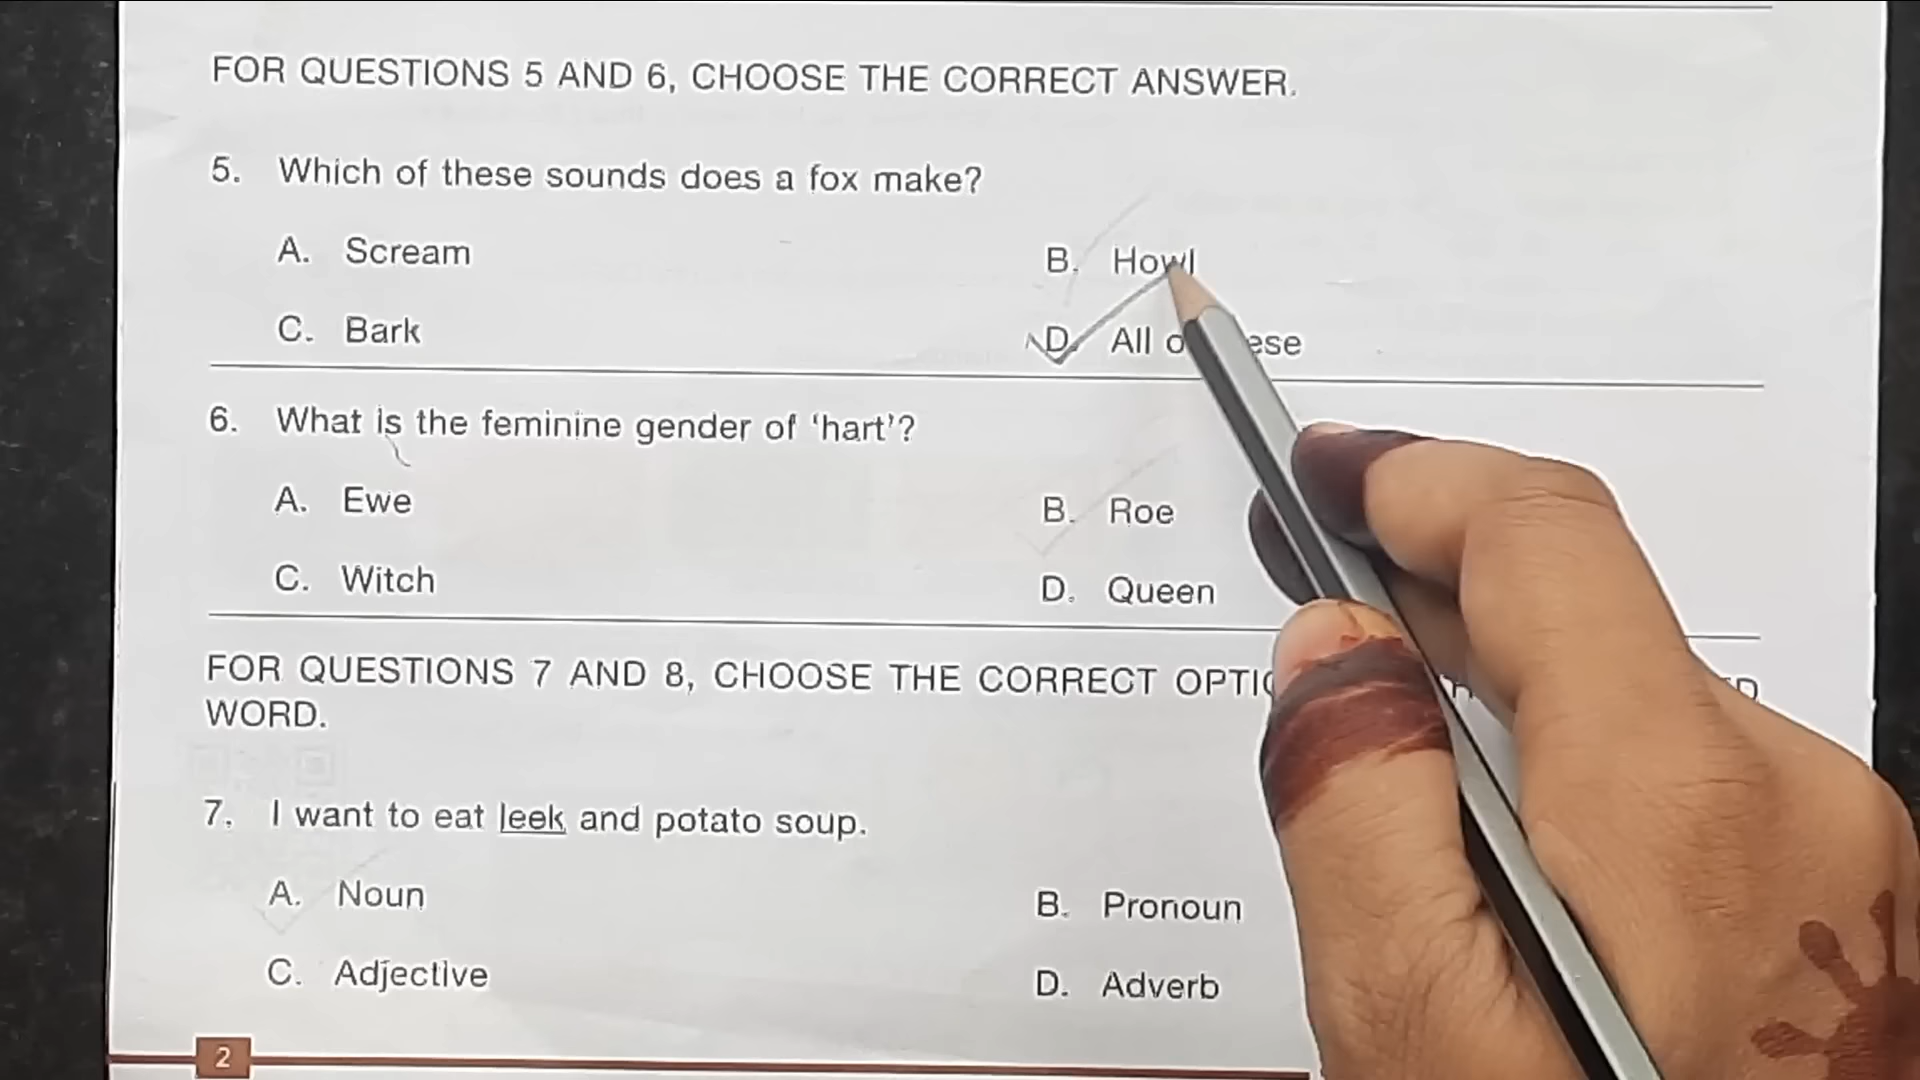 FOR QUESTIONS 5 AND 6, CHOOSE THE CORRECT ANSWER.
5. Which of these sounds does a fox make?
A. Scream B. Howl
C. Bark D. All
6. What is the feminine gender of ‘hart’?
A. Ewe B. Roe
C. Witch D. Queen
FOR QUESTIONS 7 AND 8, CHOOSE THE CORRECT
WORD.
7. I want to eat leek and potato soup.
A. Noun B. Pronoun
C. Adjective D. Adverb
2